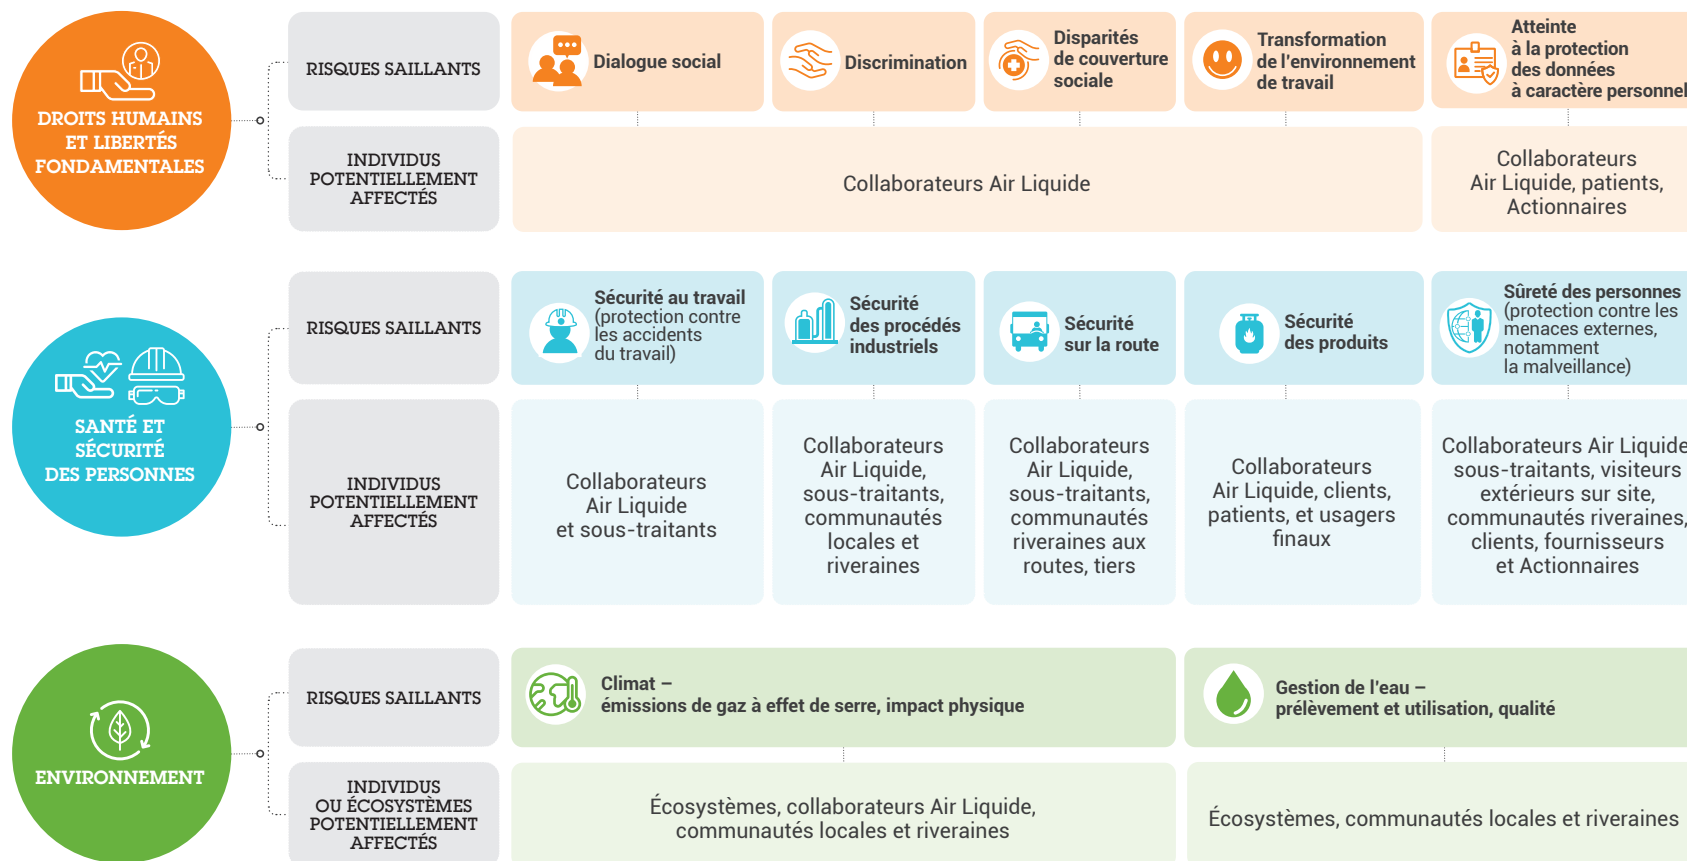 DROITS HUMAINS
ET LIBERTÉS
FONDAMENTALES
RISQUES SAILLANTS
Dialogue social
Discrimination
Disparités
de couverture
sociale
Transformation
de l'environnement
de travail
Atteinte
à la protection
des données
à caractère personnel
INDIVIDUS
POTENTIELLEMENT
AFFECTÉS
Collaborateurs Air Liquide
Collaborateurs
Air Liquide, patients,
Actionnaires
SANTÉ ET
SÉCURITÉ
DES PERSONNES
RISQUES SAILLANTS
Sécurité au travail
(protection contre
les accidents
du travail)
Sécurité
des procédés
industriels
Sécurité
sur la route
Sécurité
des produits
Sûreté des personnes
(protection contre les
menaces externes,
notamment
la malveillance)
INDIVIDUS
POTENTIELLEMENT
AFFECTÉS
Collaborateurs
Air Liquide
et sous-traitants
Collaborateurs
Air Liquide,
sous-traitants,
communautés
locales et
riveraines
Collaborateurs
Air Liquide,
sous-traitants,
communautés
riveraines aux
routes, tiers
Collaborateurs
Air Liquide, clients,
patients, et usagers
finaux
Collaborateurs Air Liquide
sous-traitants, visiteurs
extérieurs sur site,
communautés riveraines,
clients, fournisseurs
et Actionnaires
ENVIRONNEMENT
RISQUES SAILLANTS
Climat –
émissions de gaz à effet de serre, impact physique
Gestion de l'eau –
prélèvement et utilisation, qualité
INDIVIDUS
OU ÉCOSYSTÈMES
POTENTIELLEMENT
AFFECTÉS
Écosystèmes, collaborateurs Air Liquide,
communautés locales et riveraines
Écosystèmes, communautés locales et riveraines